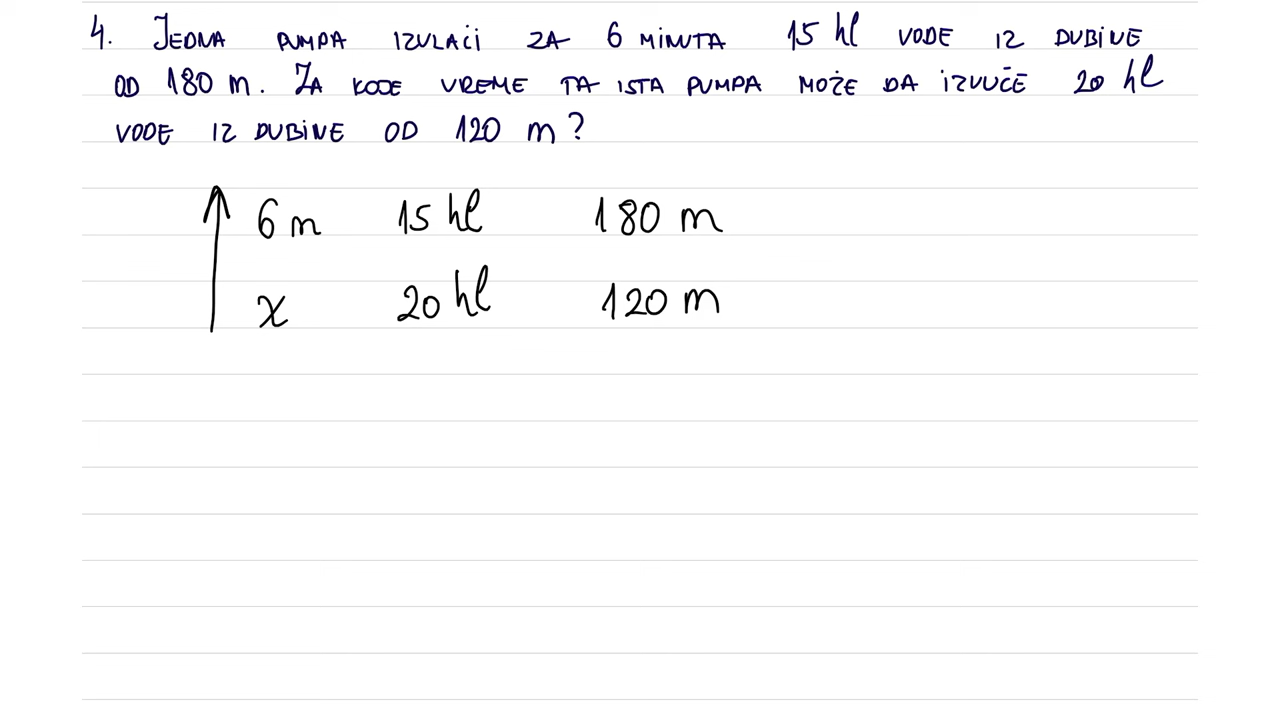 4. JEDNA PUMPA IZVLAČI ZA 6 MINUTA 15 hl VODE IZ DUBINE
OD 180 m. ZA KOJE VREME TA ISTA PUMPA MOŽE DA IZVUČE 20 hl
VODE IZ DUBINE OD 120 m?
6 m 15 hl 180 m
x 20 hl 120 m